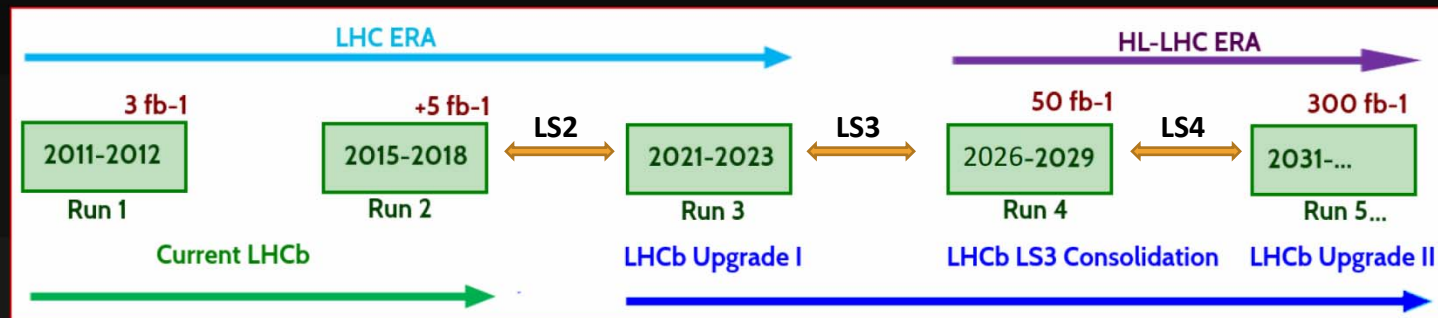 LHC ERA
HL-LHC ERA
3 fb-1
+5 fb-1
50 fb-1
300 fb-1
LS2
LS3
LS4
2011-2012
2015-2018
2021-2023
2026-2029
2031-...
Run 1
Run 2
Run 3
Run 4
Run 5...
Current LHCb
LHCb Upgrade I
LHCb LS3 Consolidation
LHCb Upgrade II